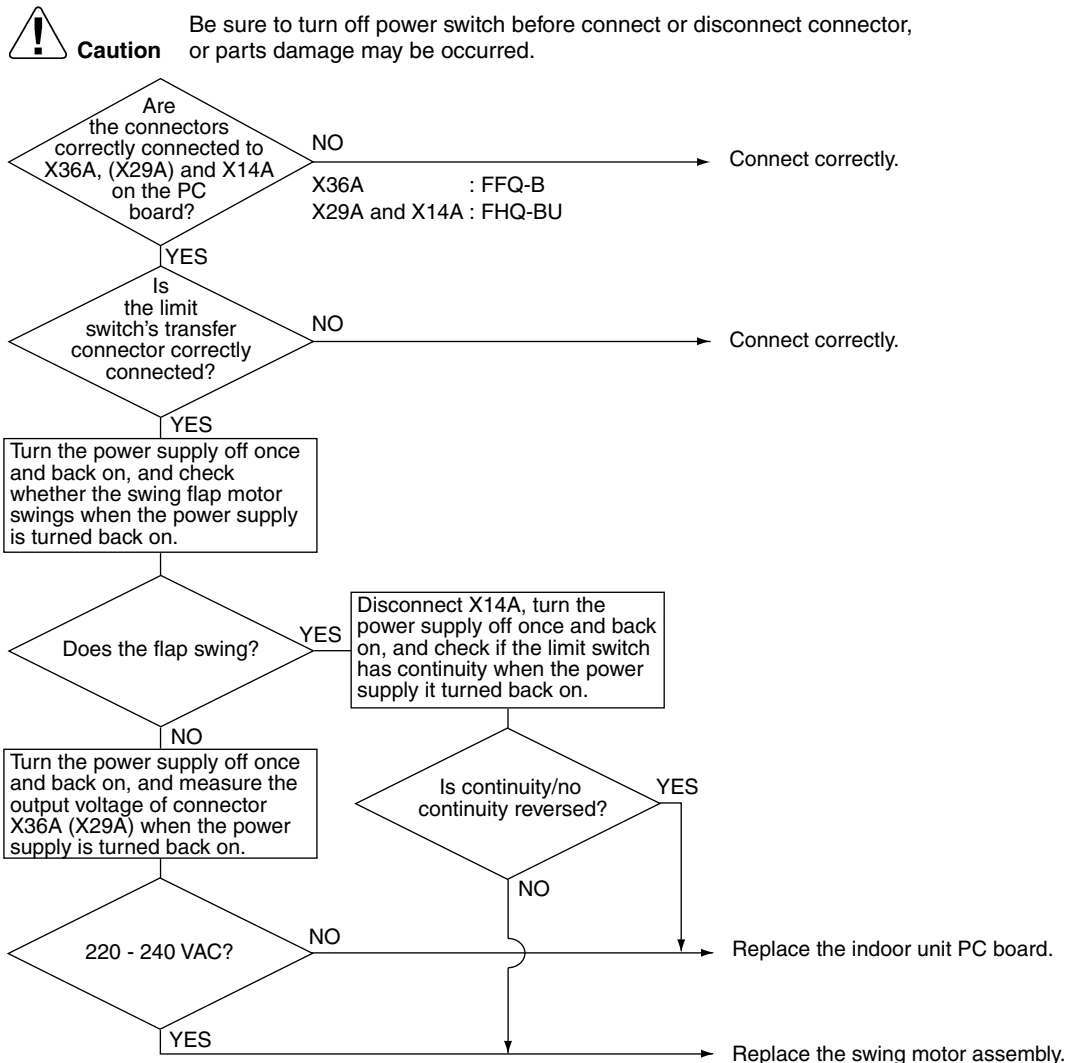 Be sure to turn off power switch before connect or disconnect connector,
Caution or parts damage may be occurred.
Are
the connectors
correctly connected to
X36A, (X29A) and X14A
on the PC
board?
NO
Connect correctly.
X36A : FFQ-B
X29A and X14A : FHQ-BU
YES
Is
the limit
switch's transfer
connector correctly
connected?
NO
Connect correctly.
YES
Turn the power supply off once
and back on, and check
whether the swing flap motor
swings when the power supply
is turned back on.
Does the flap swing?
YES
Disconnect X14A, turn the
power supply off once and back
on, and check if the limit switch
has continuity when the power
supply it turned back on.
NO
Turn the power supply off once
and back on, and measure the
output voltage of connector
X36A (X29A) when the power
supply is turned back on.
Is continuity/no
continuity reversed?
YES
NO
220 - 240 VAC?
NO
Replace the indoor unit PC board.
YES
Replace the swing motor assembly.